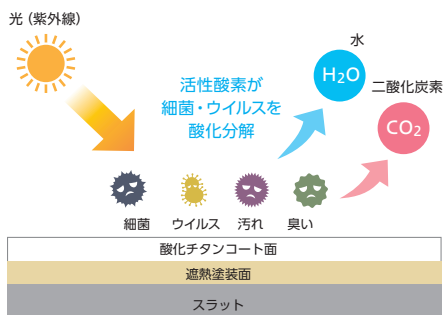 光（紫外線）
活性酸素が
細菌・ウイルスを
酸化分解
水
H2O
二酸化炭素
CO2
細菌
ウイルス
汚れ
臭い
酸化チタンコート面
遮熱塗装面
スラット